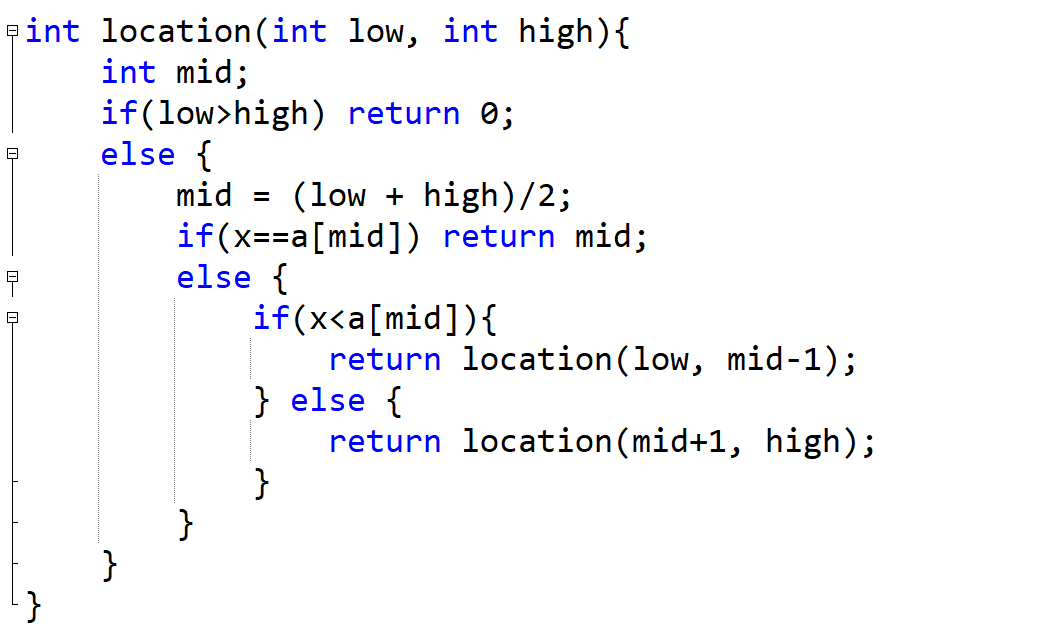 int location(int low, int high){
    int mid;
    if(low>high) return 0;
    else {
        mid = (low + high)/2;
        if(x==a[mid]) return mid;
        else {
            if(x<a[mid]){
                return location(low, mid-1);
            } else {
                return location(mid+1, high);
            }
        }
    }
}